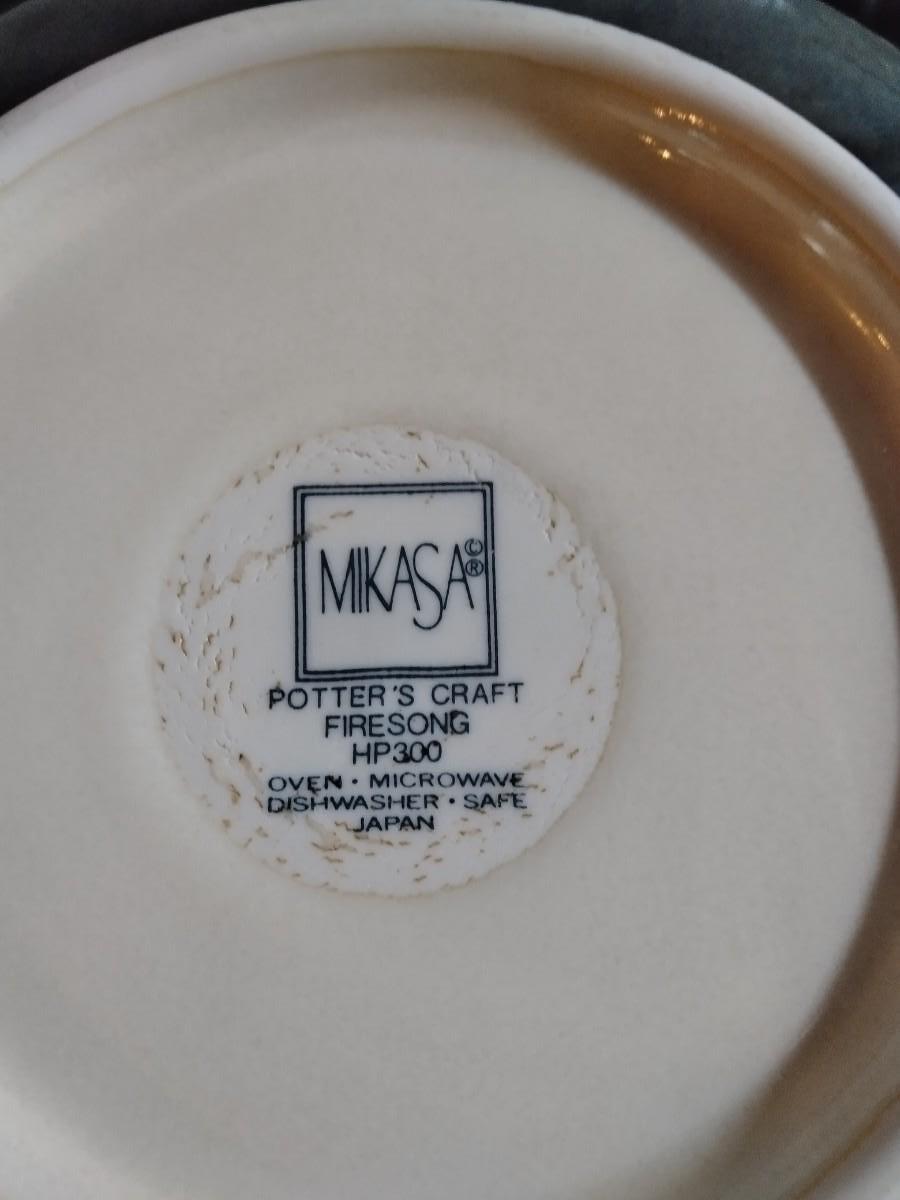 MIKASA©®
POTTER'S CRAFT
FIRESONG
HP300
OVEN · MICROWAVE
DISHWASHER · SAFE
JAPAN